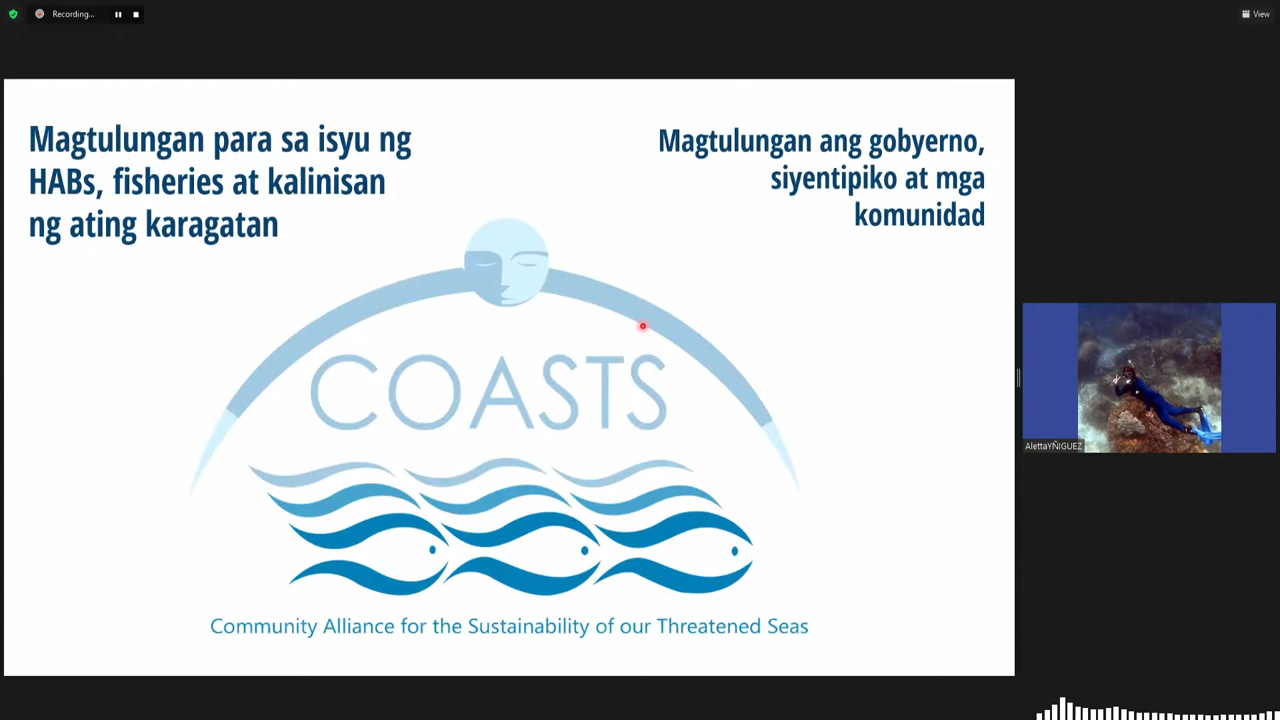 Recording...
View
Magtulungan para sa isyu ng
HABs, fisheries at kalinisan
ng ating karagatan
Magtulungan ang gobyerno,
siyentipiko at mga
komunidad
COASTS
Community Alliance for the Sustainability of our Threatened Seas
AlettaYÑIGUEZ